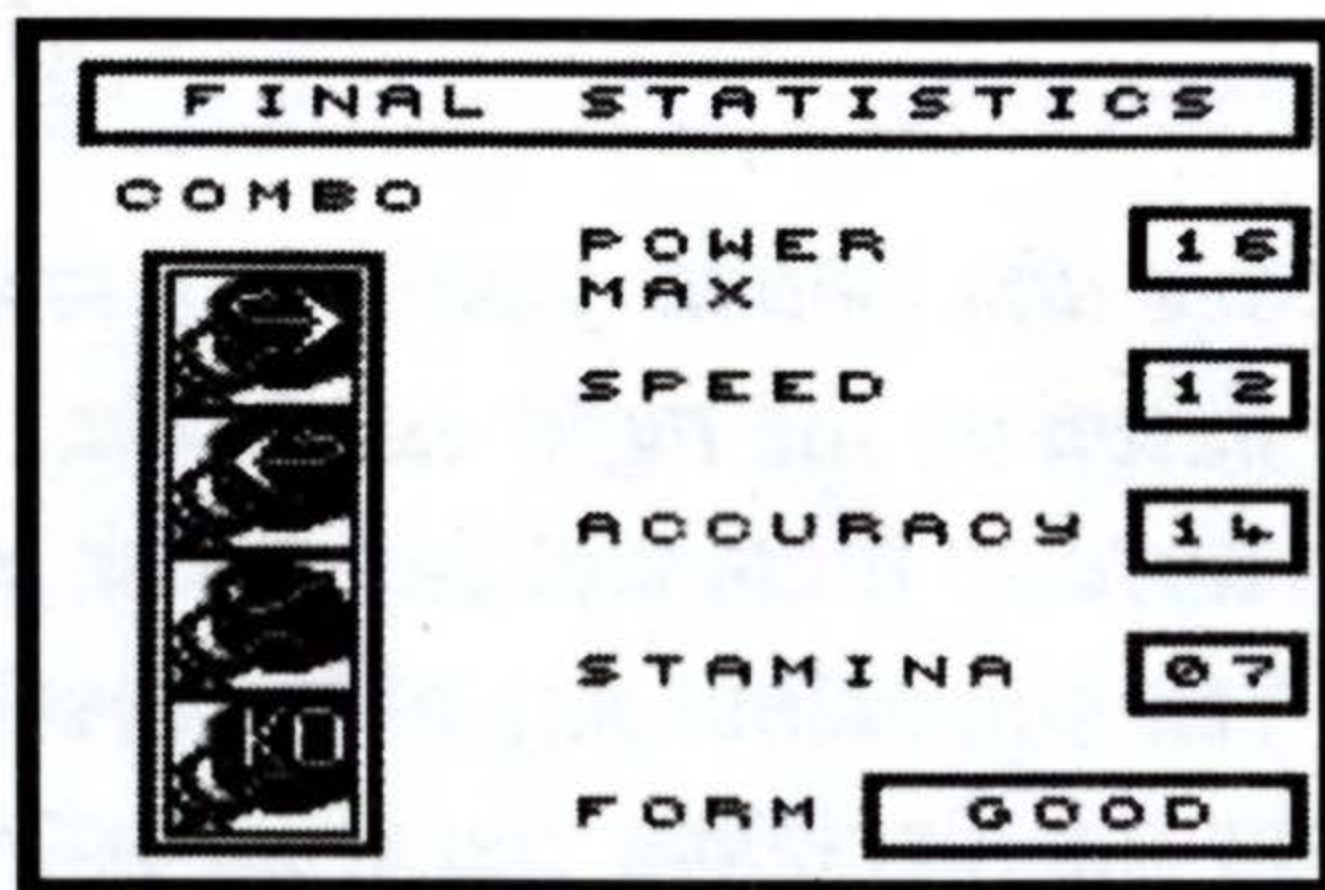 FINAL STATISTICS
COMBO
POWER MAX 16
SPEED 12
ACCURACY 14
STAMINA 07
KO
FORM GOOD